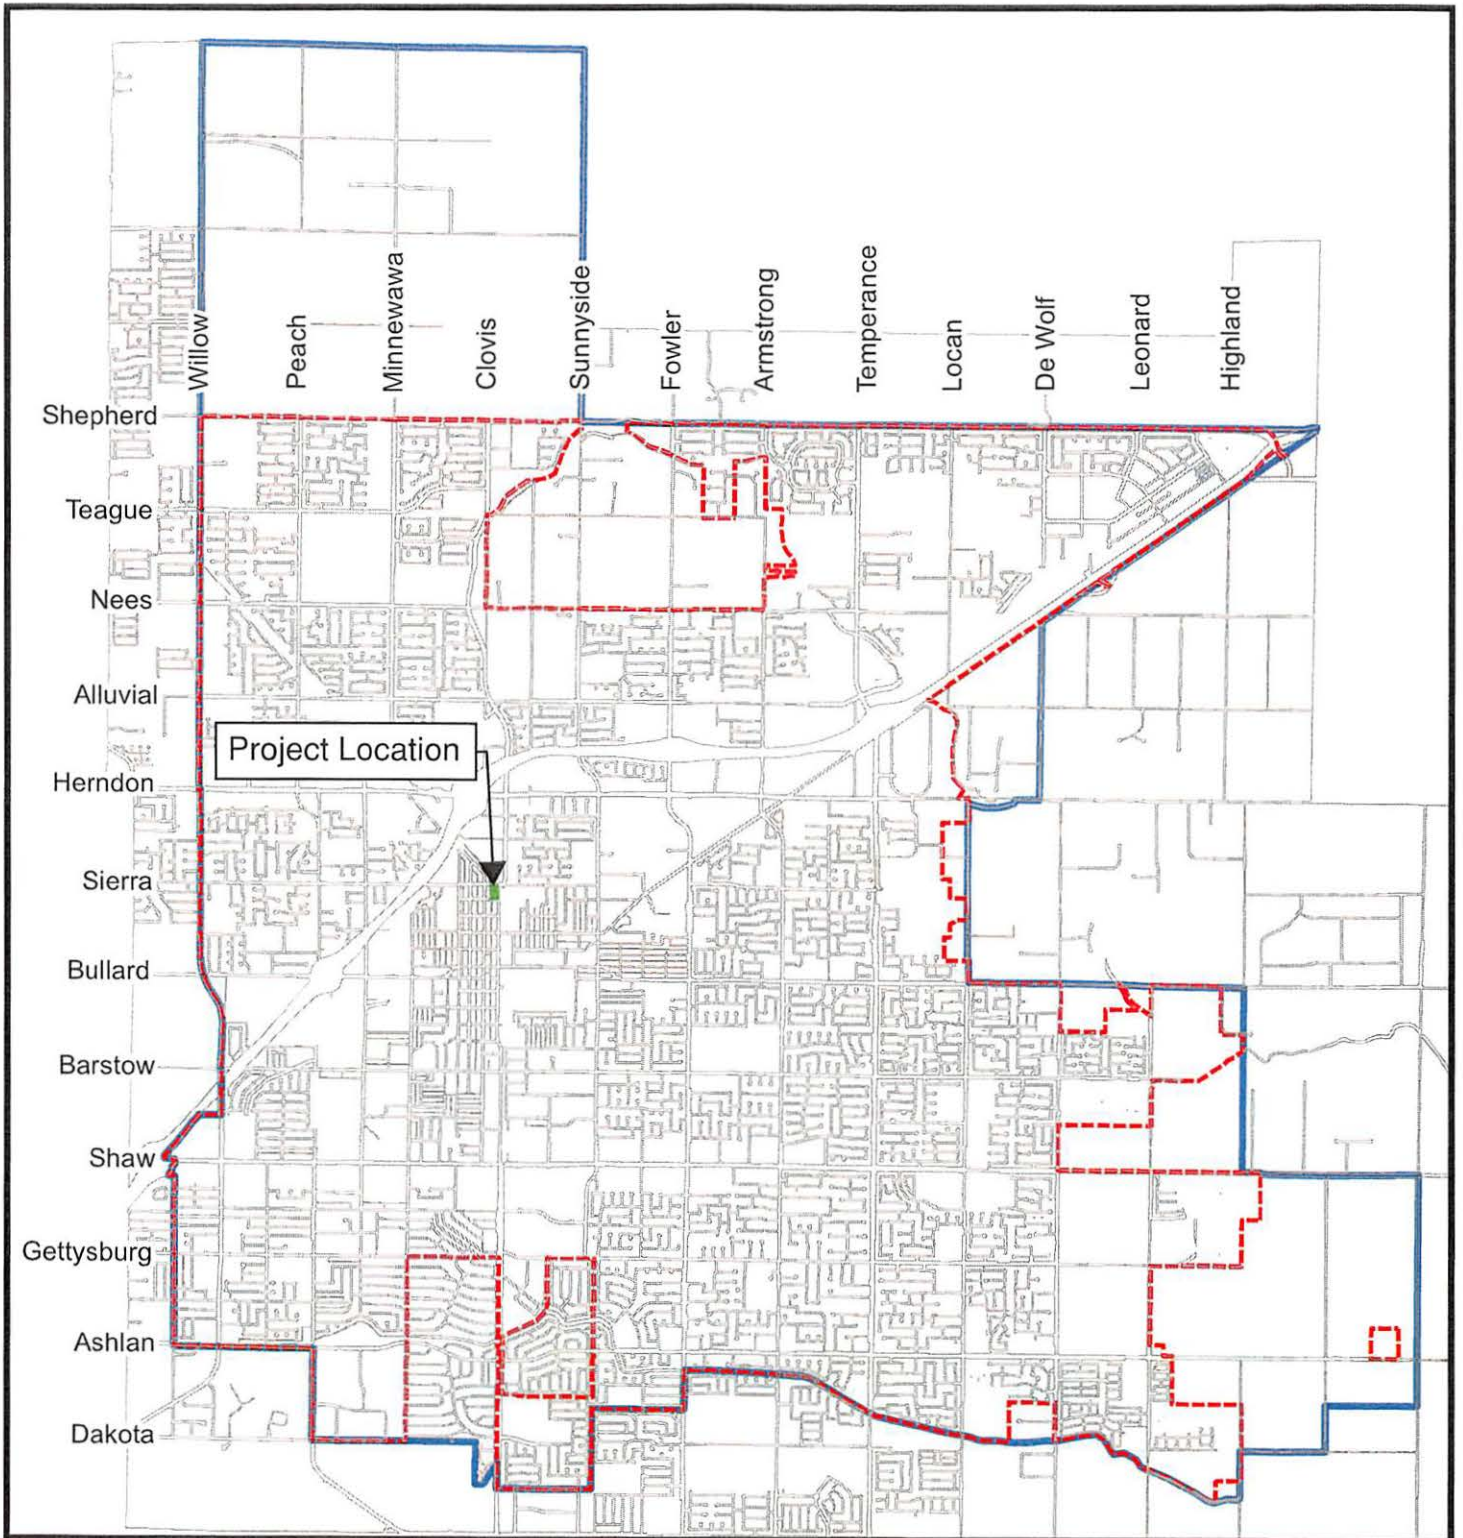 Willow
Peach
Minnewawa
Clovis
Sunnyside
Fowler
Armstrong
Temperance
Locan
De Wolf
Leonard
Highland
Shepherd
Teague
Nees
Alluvial
Project Location
Herndon
Sierra
Bullard
Barstow
Shaw
Gettysburg
Ashlan
Dakota